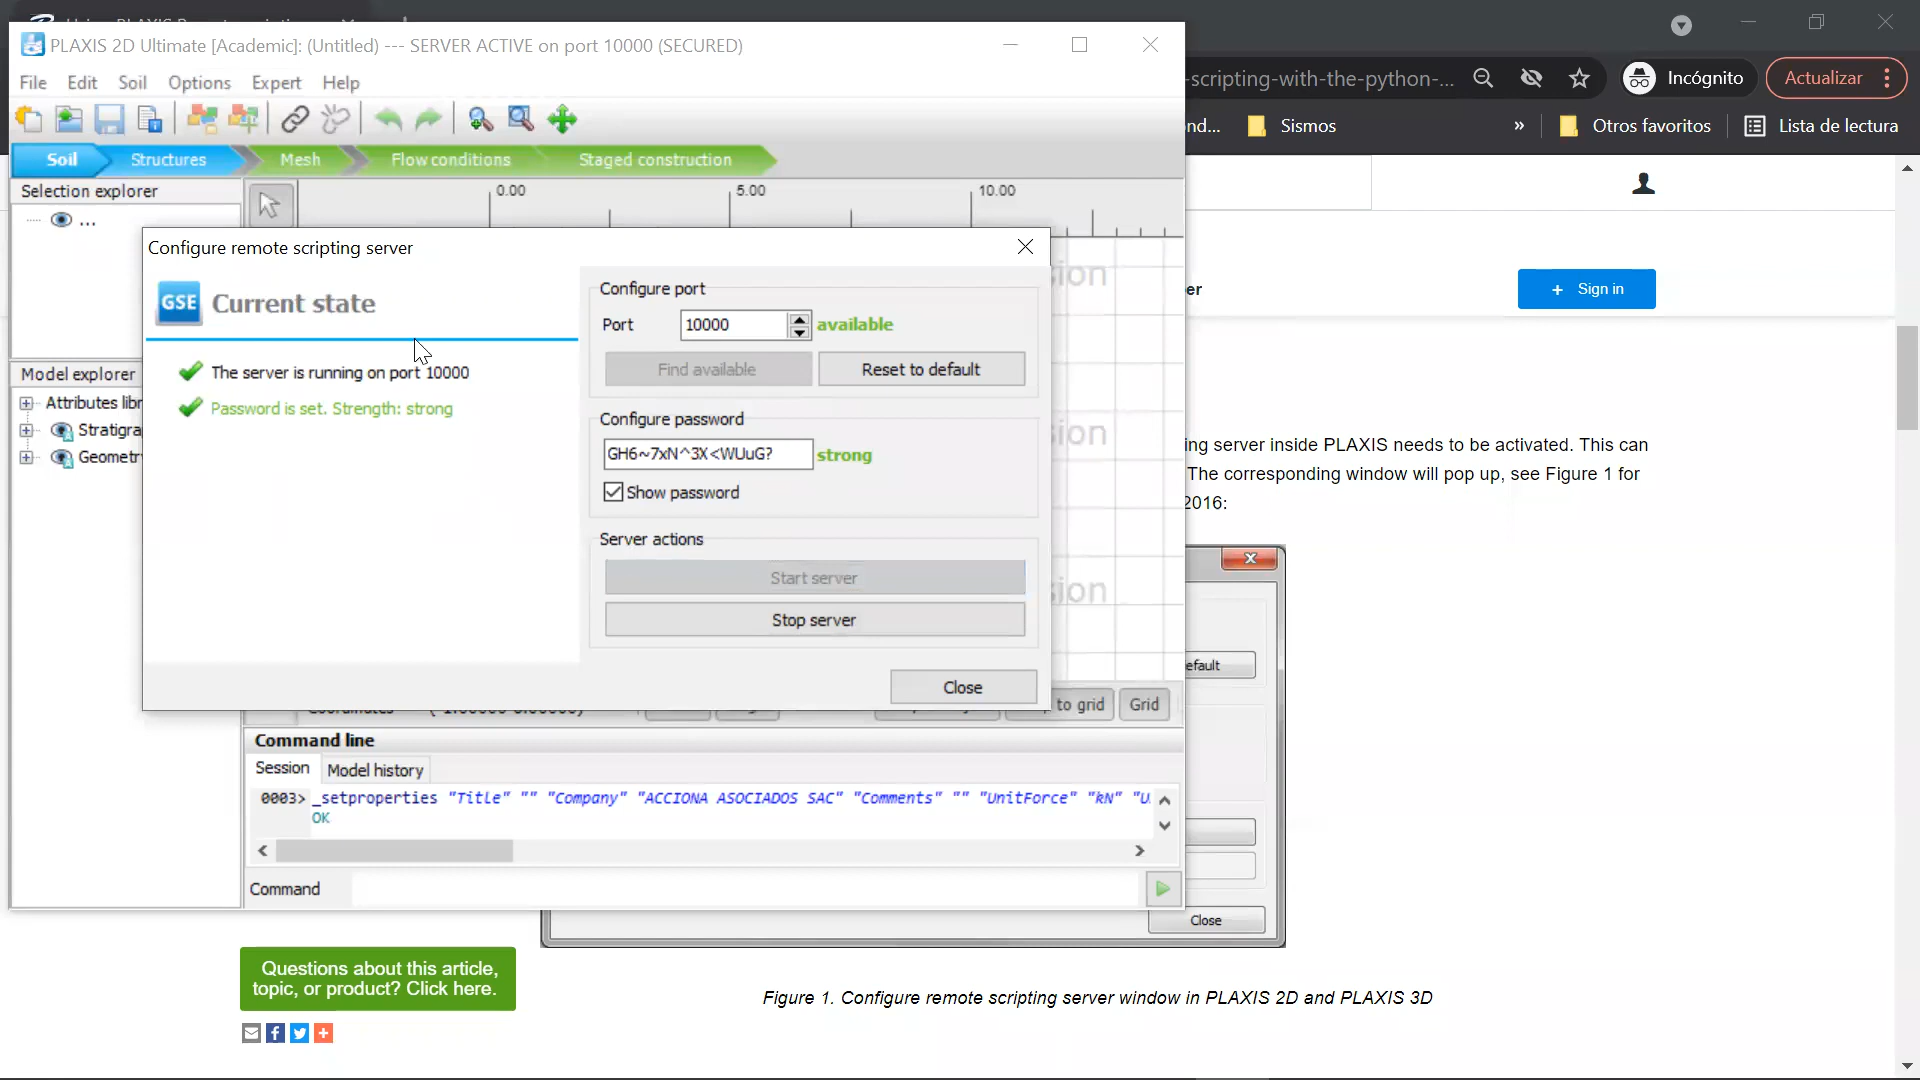 PLAXIS 2D Ultimate [Academic]: (Untitled) --- SERVER ACTIVE on port 10000 (SECURED)
File Edit Soil Options Expert Help
-scripting-with-the-python-...
Incógnito
Actualizar
Sismos
»
Otros favoritos
Lista de lectura
Soil Structures Mesh Flow conditions Staged construction
Selection explorer
...
0.00 5.00 10.00
Configure remote scripting server
GSE Current state
The server is running on port 10000
Password is set. Strength: strong
Configure port
Port 10000 available
Find available Reset to default
Configure password
GH6~7xN^3X<WUuG? strong
Show password
Server actions
Start server
Stop server
Close
Model explorer
to grid Grid
Command line
Session Model history
0003> _setproperties "Title" "" "Company" "ACCIONA ASOCIADOS SAC" "Comments" "" "UnitForce" "kN" "U
OK
Command
+ Sign in
ing server inside PLAXIS needs to be activated. This can
The corresponding window will pop up, see Figure 1 for
2016:
Close
Figure 1. Configure remote scripting server window in PLAXIS 2D and PLAXIS 3D
Questions about this article,
topic, or product? Click here.